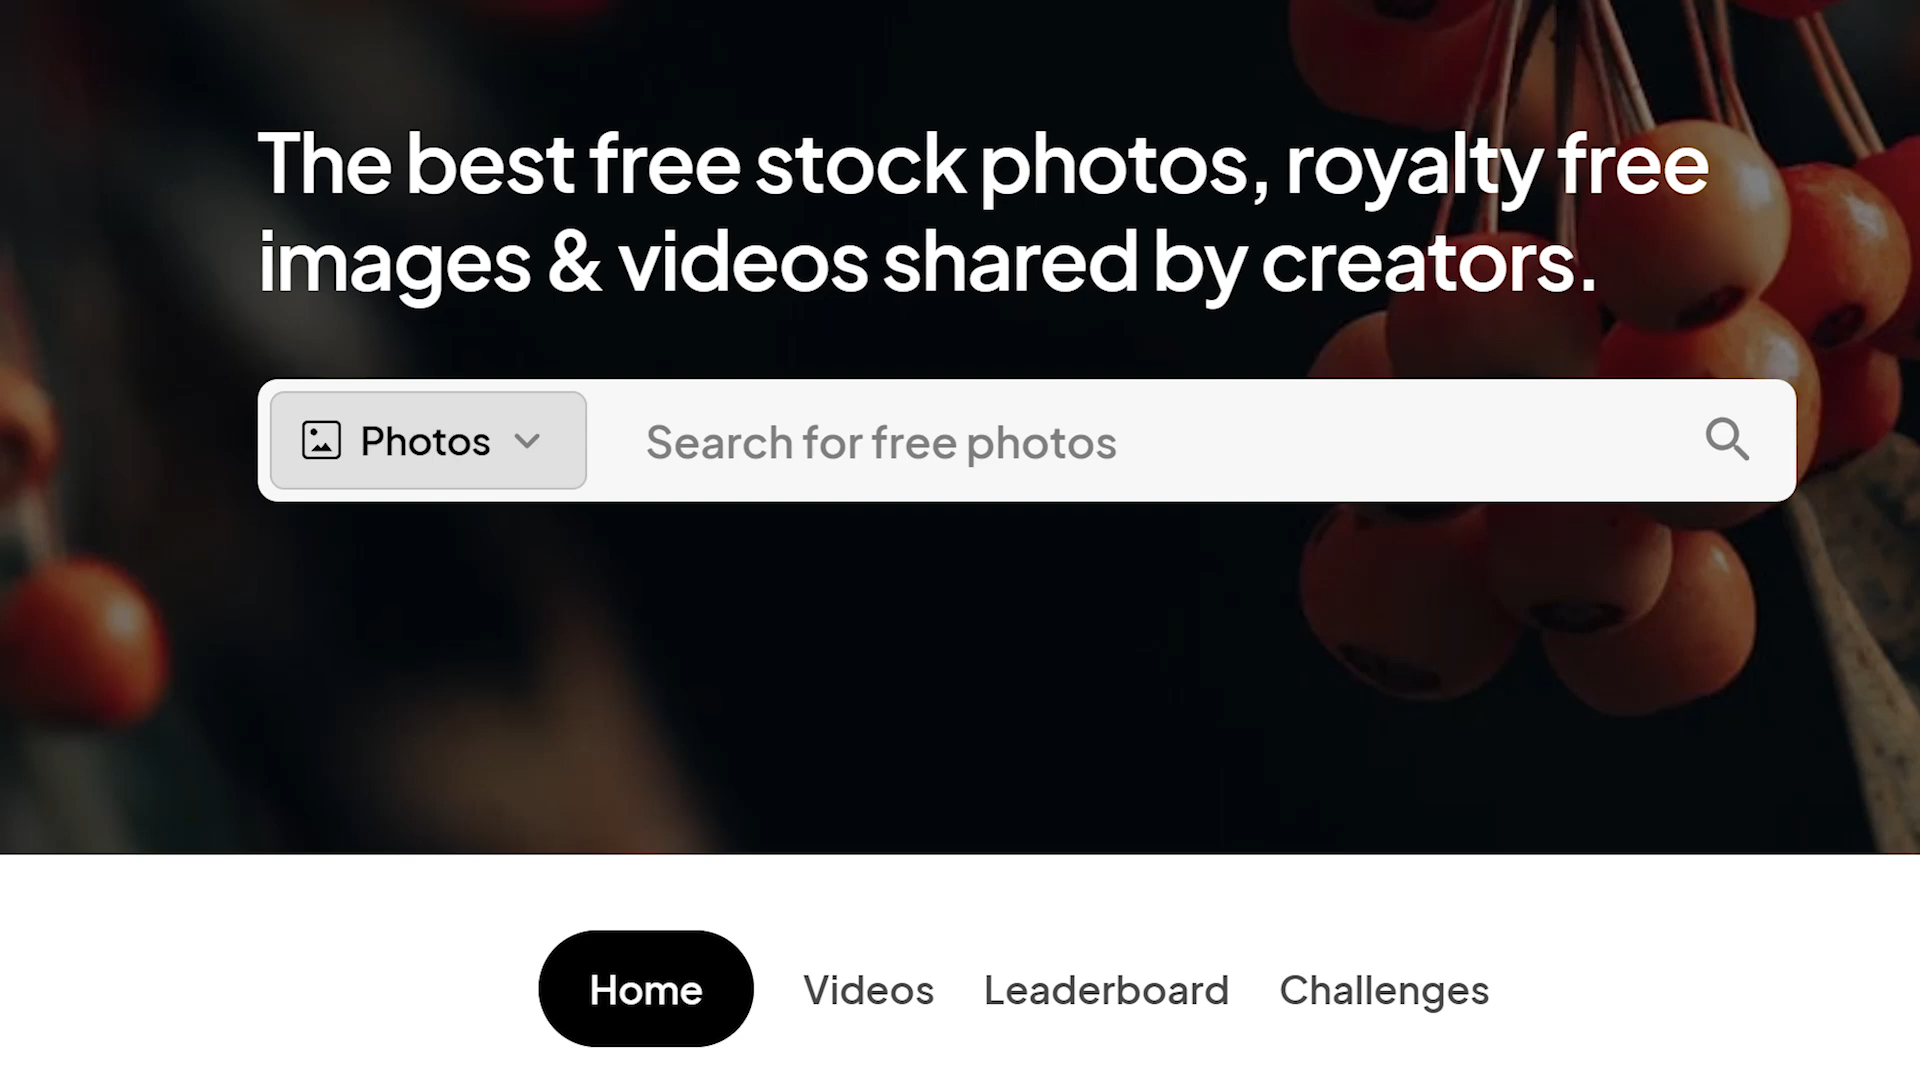 The best free stock photos, royalty free
images & videos shared by creators.
Photos
Search for free photos
Home
Videos
Leaderboard
Challenges